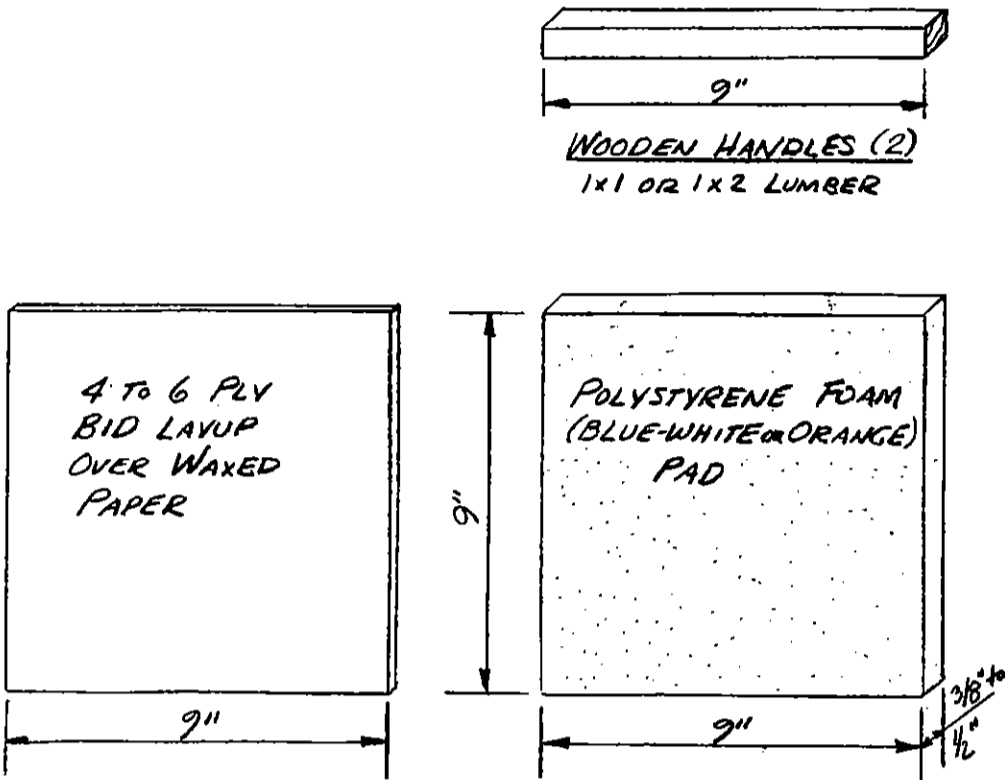 9"
WOODEN HANDLES (2)
1x1 OR 1x2 LUMBER
4 TO 6 PLY
BID LAYUP
OVER WAXED
PAPER
9"
POLYSTYRENE FOAM
(BLUE-WHITE OR ORANGE)
PAD
9"
9"
3/8" to
1/2"